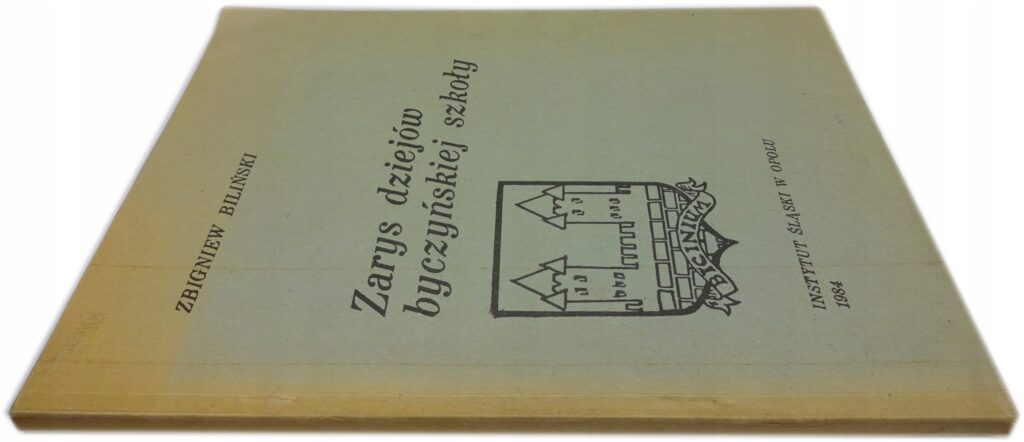 ZBIGNIEW BILIŃSKI
Zarys dziejów
byczyńskiej szkoły
BICINIUM
INSTYTUT ŚLĄSKI W OPOLU
1984